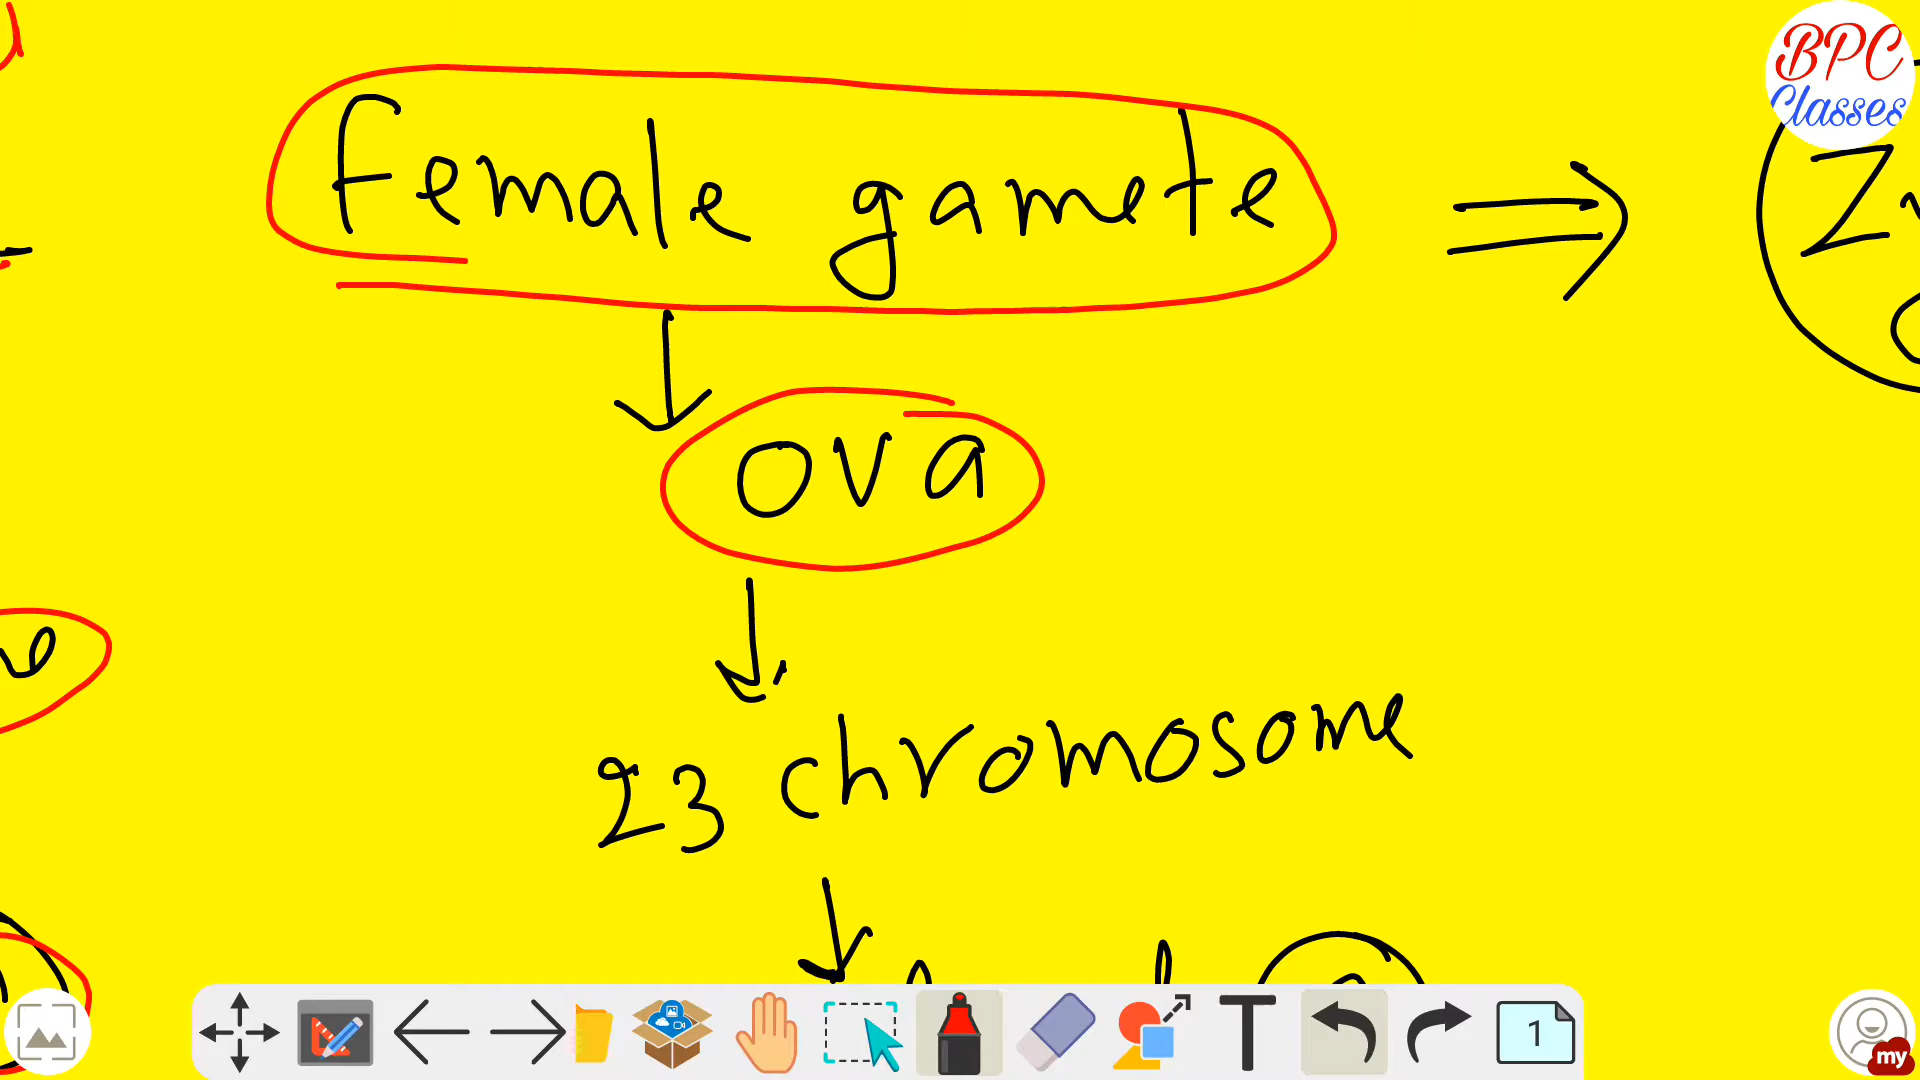 BPC
Classes
Female gamete ⇒
ova
23 chromosome
1
my